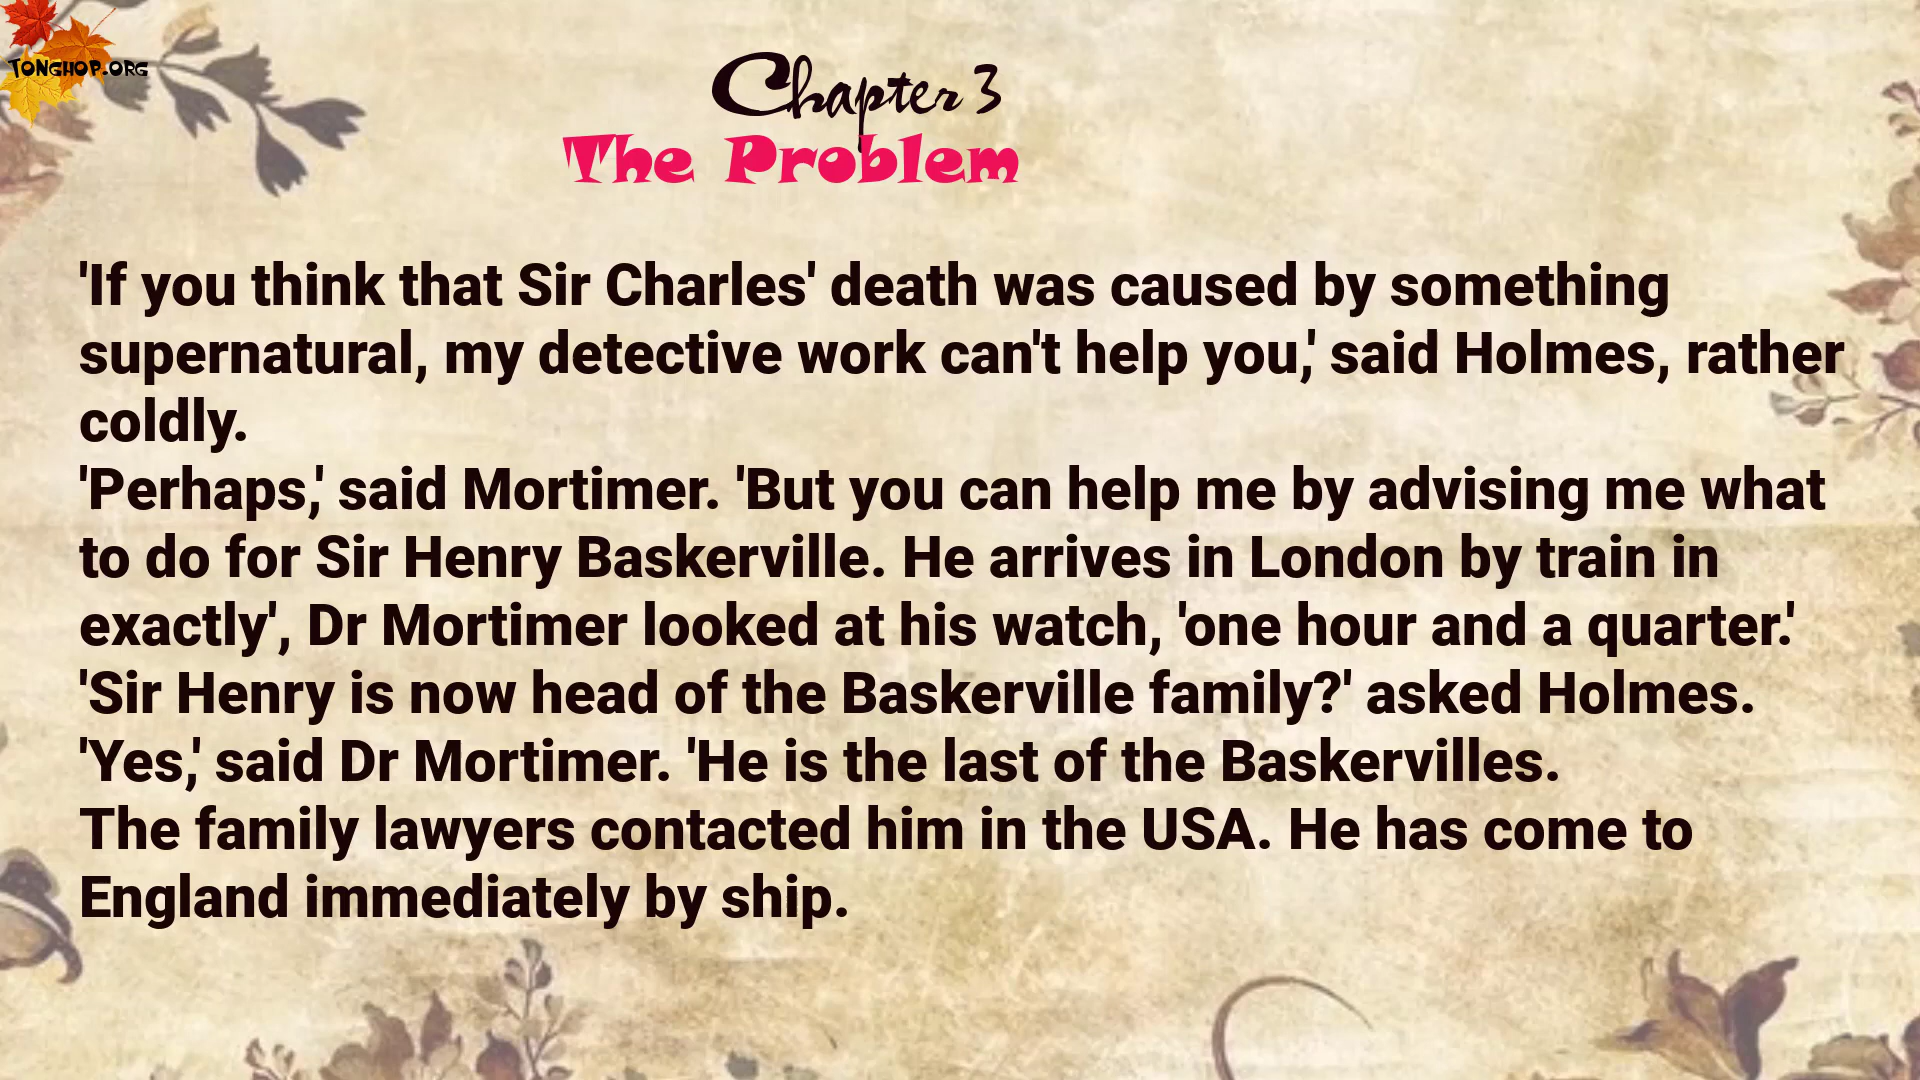 TONGHOP.ORG
Chapter 3
The Problem
'If you think that Sir Charles' death was caused by something
supernatural, my detective work can't help you,' said Holmes, rather
coldly.
'Perhaps,' said Mortimer. 'But you can help me by advising me what
to do for Sir Henry Baskerville. He arrives in London by train in
exactly', Dr Mortimer looked at his watch, 'one hour and a quarter.'
'Sir Henry is now head of the Baskerville family?' asked Holmes.
'Yes,' said Dr Mortimer. 'He is the last of the Baskervilles.
The family lawyers contacted him in the USA. He has come to
England immediately by ship.